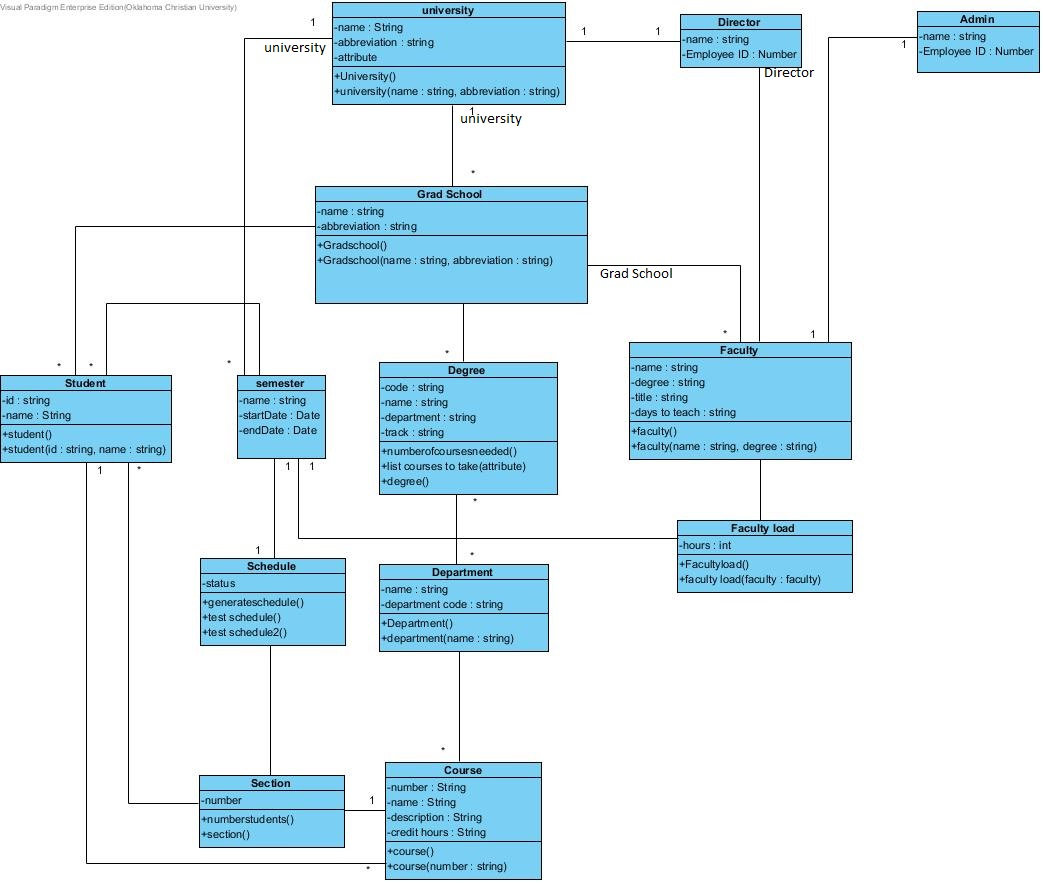 Visual Paradigm Enterprise Edition(Oklahoma Christian University)
university
-name : String
-abbreviation : string
-attribute
+University()
+university(name : string, abbreviation : string)
1
university
1
1
Director
-name : string
-Employee ID : Number
Director
Admin
-name : string
-Employee ID : Number
1
1
university
*
Grad School
-name : string
-abbreviation : string
+Gradschool()
+Gradschool(name : string, abbreviation : string)
Grad School
*
*
*
*
*
1
Student
-id : string
-name : String
+student()
+student(id : string, name : string)
1
*
semester
-name : string
-startDate : Date
-endDate : Date
1
1
Degree
-code : string
-name : string
-department : string
-track : string
+numberofcoursesneeded()
+list courses to take(attribute)
+degree()
*
Faculty
-name : string
-degree : string
-title : string
-days to teach : string
+faculty()
+faculty(name : string, degree : string)
Faculty load
-hours : int
+Facultyload()
+faculty load(faculty : faculty)
1
Schedule
-status
+generateschedule()
+test schedule()
+test schedule2()
*
Department
-name : string
-department code : string
+Department()
+department(name : string)
*
Section
-number
+numberstudents()
+section()
1
*
Course
-number : String
-name : String
-description : String
-credit hours : String
+course()
+course(number : string)